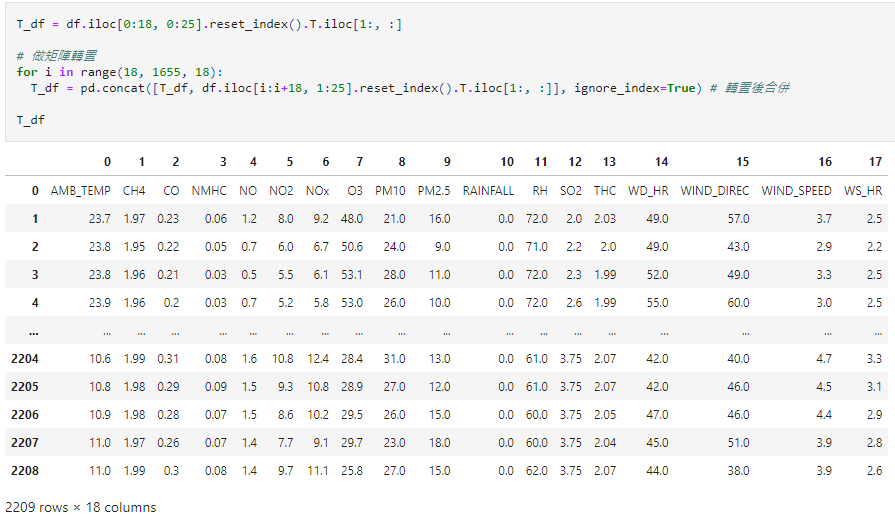 T_df = df.iloc[0:18, 0:25].reset_index().T.iloc[1:, :]
# 做矩陣轉置
for i in range(18, 1655, 18):
  T_df = pd.concat([T_df, df.iloc[i:i+18, 1:25].reset_index().T.iloc[1:, :]], ignore_index=True) # 轉置後合併
T_df
0 1 2 3 4 5 6 7 8 9 10 11 12 13 14 15 16 17
0 AMB_TEMP CH4 CO NMHC NO NO2 NOx O3 PM10 PM2.5 RAINFALL RH SO2 THC WD_HR WIND_DIREC WIND_SPEED WS_HR
1 23.7 1.97 0.23 0.06 1.2 8.0 9.2 48.0 21.0 16.0 0.0 72.0 2.0 2.03 49.0 57.0 3.7 2.5
2 23.8 1.95 0.22 0.05 0.7 6.0 6.7 50.6 24.0 9.0 0.0 71.0 2.2 2.0 49.0 43.0 2.9 2.2
3 23.8 1.96 0.21 0.03 0.5 5.5 6.1 53.1 28.0 11.0 0.0 72.0 2.3 1.99 52.0 49.0 3.3 2.5
4 23.9 1.96 0.2 0.03 0.7 5.2 5.8 53.0 26.0 10.0 0.0 72.0 2.6 1.99 55.0 60.0 3.0 2.5
... ... ... ... ... ... ... ... ... ... ... ... ... ... ... ... ... ... ...
2204 10.6 1.99 0.31 0.08 1.6 10.8 12.4 28.4 31.0 13.0 0.0 61.0 3.75 2.07 42.0 40.0 4.7 3.3
2205 10.8 1.98 0.29 0.09 1.5 9.3 10.8 28.9 27.0 12.0 0.0 61.0 3.75 2.07 42.0 46.0 4.5 3.1
2206 10.9 1.98 0.28 0.07 1.5 8.6 10.2 29.5 26.0 15.0 0.0 60.0 3.75 2.05 47.0 46.0 4.4 2.9
2207 11.0 1.97 0.26 0.07 1.4 7.7 9.1 29.7 23.0 18.0 0.0 60.0 3.75 2.04 45.0 51.0 3.9 2.8
2208 11.0 1.99 0.3 0.08 1.4 9.7 11.1 25.8 27.0 15.0 0.0 62.0 3.75 2.07 44.0 38.0 3.9 2.6
2209 rows × 18 columns